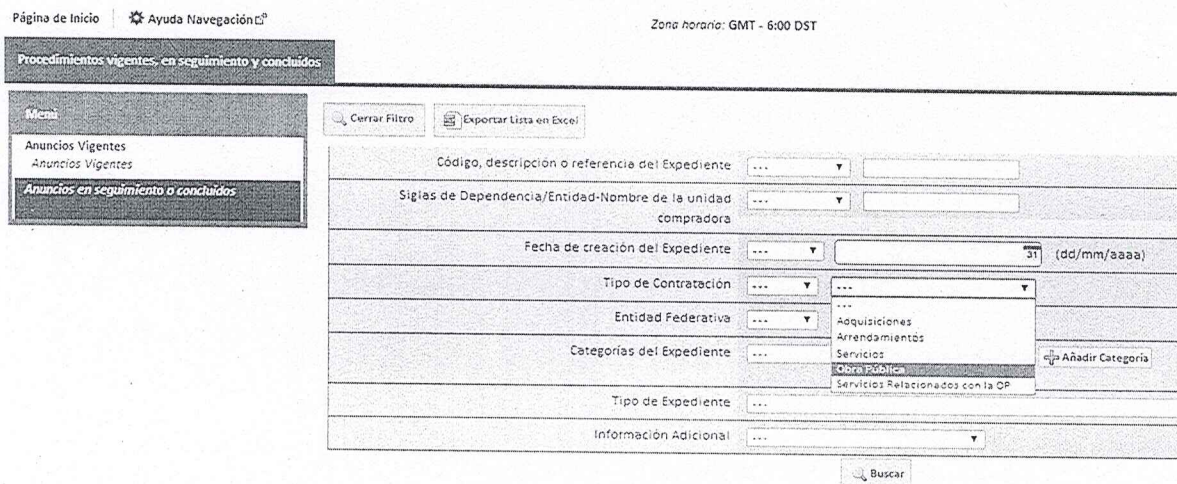 Página de Inicio Ayuda Navegación
Zona horaria: GMT - 6:00 DST
Procedimientos vigentes, en seguimiento y concluidos
Menú
Anuncios Vigentes
Anuncios Vigentes
Anuncios en seguimiento o concluidos
Cerrar Filtro Exportar Lista en Excel
Código, descripción o referencia del Expediente ---
Siglas de Dependencia/Entidad-Nombre de la unidad compradora ---
Fecha de creación del Expediente --- 31 (dd/mm/aaaa)
Tipo de Contratación --- ---
---
Adquisiciones
Arrendamientos
Servicios
Obra Pública
Servicios Relacionados con la OP
Entidad Federativa ---
Categorías del Expediente --- Añadir Categoría
Tipo de Expediente ---
Información Adicional ---
Buscar